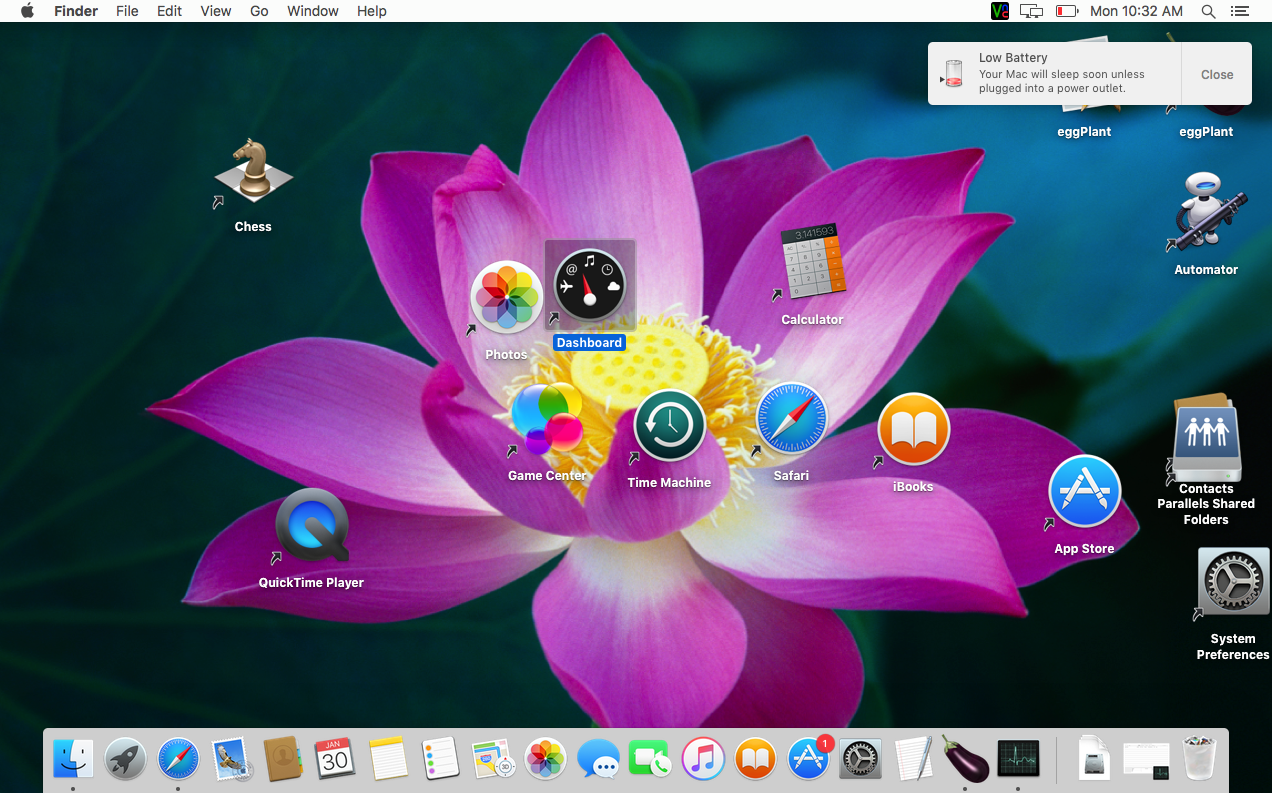 Finder File Edit View Go Window Help
Mon 10:32 AM
Low Battery
Your Mac will sleep soon unless
plugged into a power outlet.
Close
eggPlant
eggPlant
Chess
Automator
3.141593
Calculator
Dashboard
Photos
Game Center
Time Machine
Safari
iBooks
Contacts
Parallels Shared
Folders
App Store
QuickTime Player
System
Preferences
JAN
30
3D
1